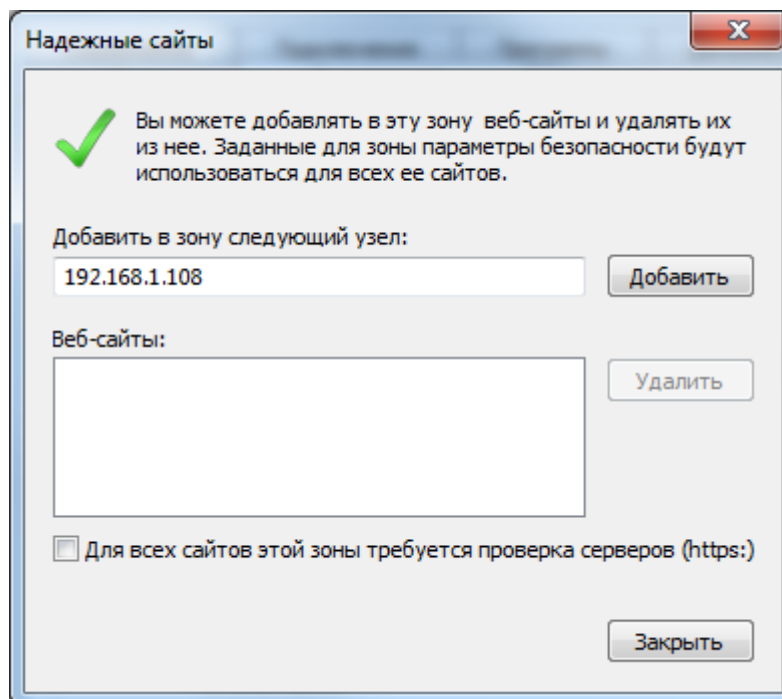 Надежные сайты
Вы можете добавлять в эту зону веб-сайты и удалять их
из нее. Заданные для зоны параметры безопасности будут
использоваться для всех ее сайтов.
Добавить в зону следующий узел:
192.168.1.108
Добавить
Веб-сайты:
Удалить
Для всех сайтов этой зоны требуется проверка серверов (https:)
Закрыть